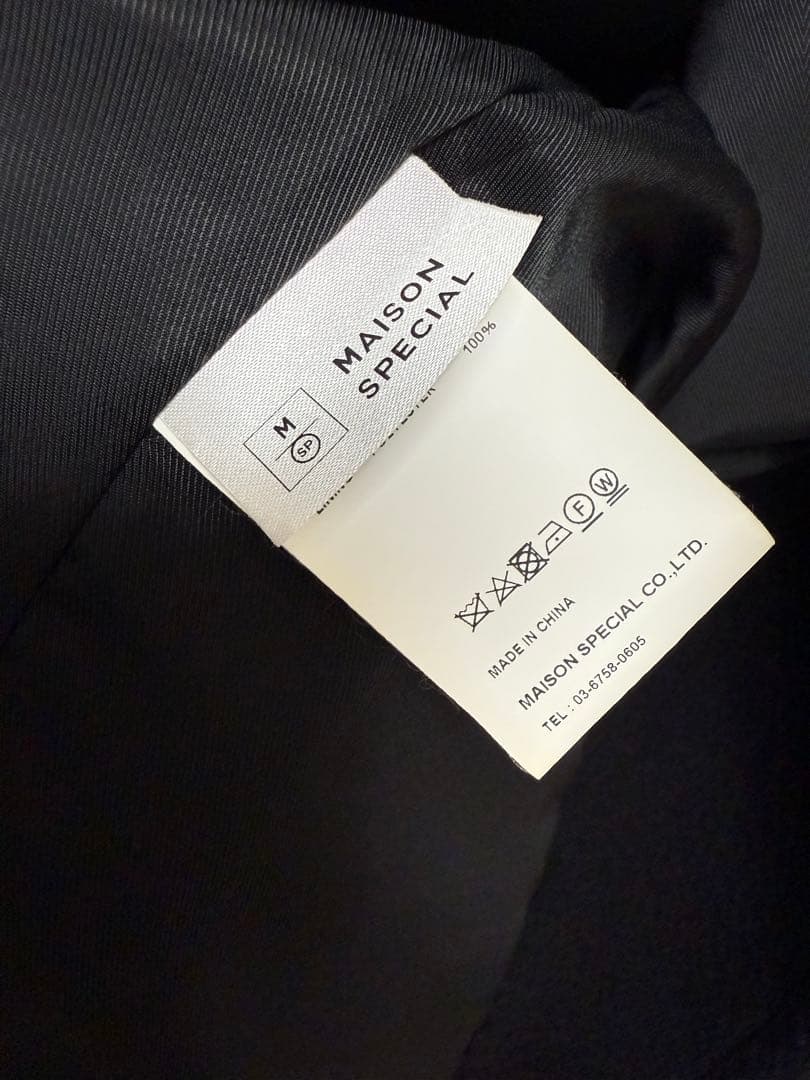 MAISON
SPECIAL
M
SP
100%
F W
MADE IN CHINA
MAISON SPECIAL CO.,LTD.
TEL : 03-6758-0605